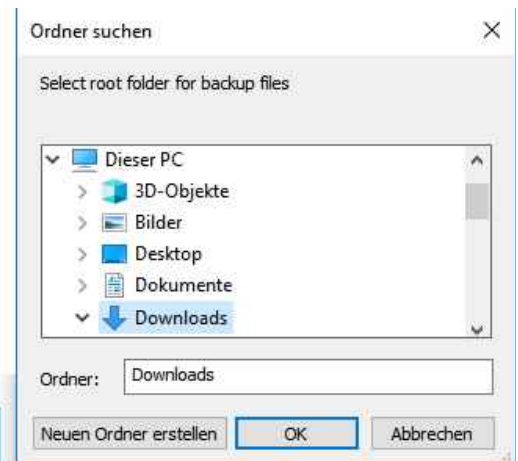 Ordner suchen
Select root folder for backup files
Dieser PC
3D-Objekte
Bilder
Desktop
Dokumente
Downloads
Ordner: Downloads
Neuen Ordner erstellen OK Abbrechen